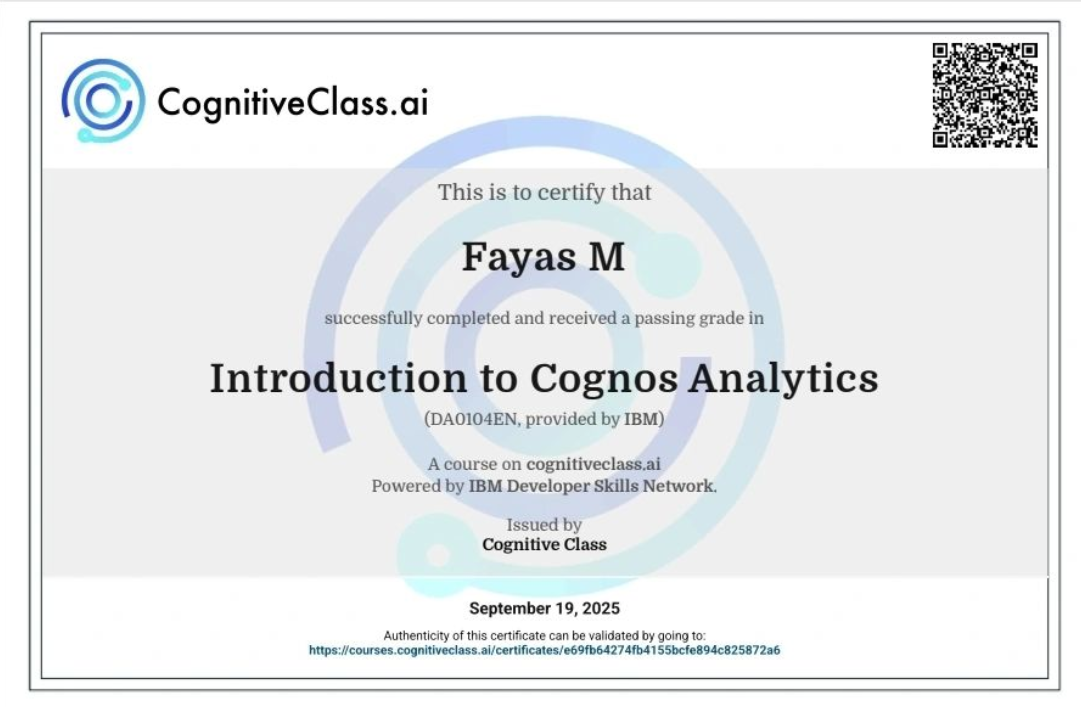 CognitiveClass.ai
This is to certify that
Fayas M
successfully completed and received a passing grade in
Introduction to Cognos Analytics
(DA0104EN, provided by IBM)
A course on cognitiveclass.ai
Powered by IBM Developer Skills Network.
Issued by
Cognitive Class
September 19, 2025
Authenticity of this certificate can be validated by going to:
https://courses.cognitiveclass.ai/certificates/e69fb64274fb4155bcfe894c825872a6